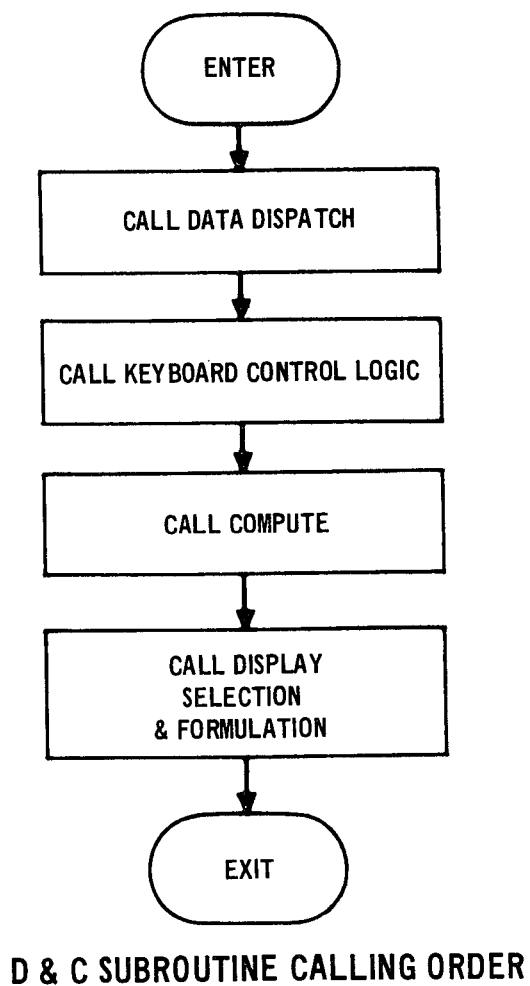 ENTER
CALL DATA DISPATCH
CALL KEYBOARD CONTROL LOGIC
CALL COMPUTE
CALL DISPLAY
SELECTION
& FORMULATION
EXIT
D & C SUBROUTINE CALLING ORDER